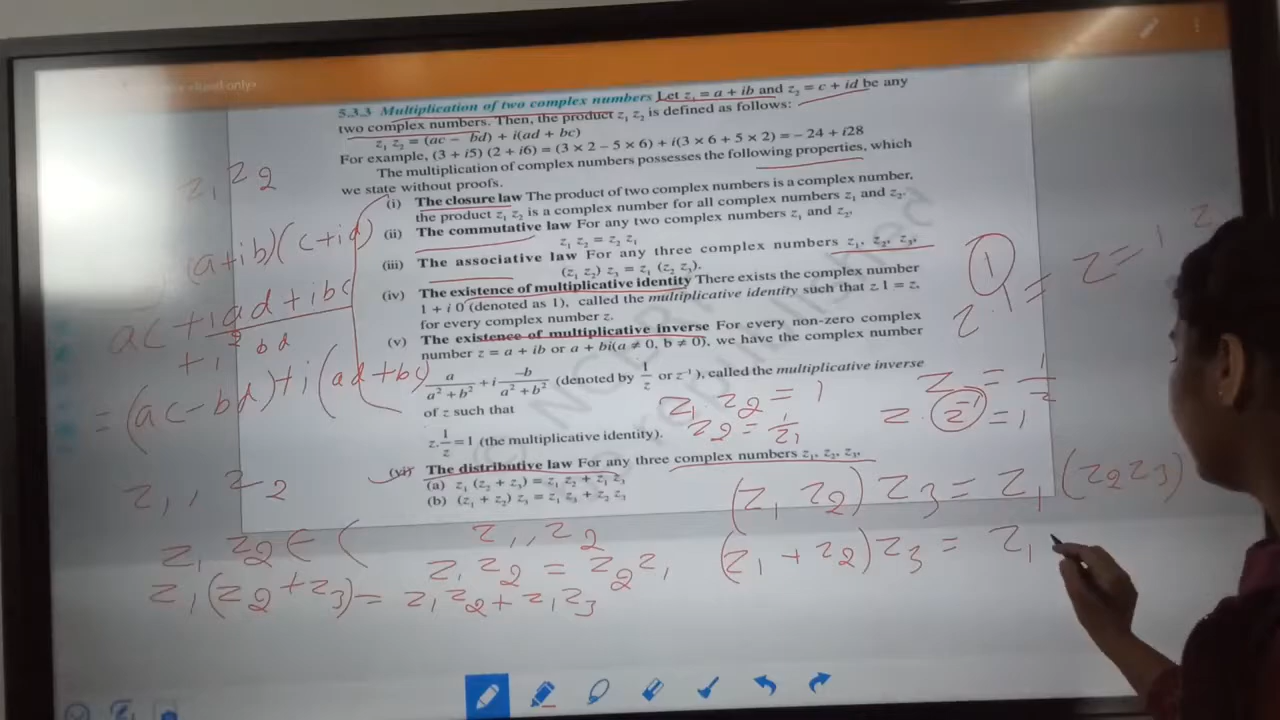 5.3.3 Multiplication of two complex numbers Let z₁ = a + ib and z₂ = c + id be any
two complex numbers. Then, the product z₁ z₂ is defined as follows:
z₁ z₂ = (ac – bd) + i(ad + bc)
For example, (3 + i5) (2 + i6) = (3 × 2 – 5 × 6) + i(3 × 6 + 5 × 2) = – 24 + i28
The multiplication of complex numbers possesses the following properties, which
we state without proofs.
(i) The closure law The product of two complex numbers is a complex number,
the product z₁ z₂ is a complex number for all complex numbers z₁ and z₂.
(ii) The commutative law For any two complex numbers z₁ and z₂,
z₁ z₂ = z₂ z₁
(iii) The associative law For any three complex numbers z₁, z₂, z₃,
(z₁ z₂) z₃ = z₁ (z₂ z₃).
(iv) The existence of multiplicative identity There exists the complex number
1 + i 0 (denoted as 1), called the multiplicative identity such that z.1 = z,
for every complex number z.
(v) The existence of multiplicative inverse For every non-zero complex
number z = a + ib or a + bi(a ≠ 0, b ≠ 0), we have the complex number
a/(a² + b²) + i –b/(a² + b²) (denoted by 1/z or z⁻¹), called the multiplicative inverse
of z such that
z.1/z = 1 (the multiplicative identity).
(vi) The distributive law For any three complex numbers z₁, z₂, z₃,
(a) z₁ (z₂ + z₃) = z₁ z₂ + z₁ z₃
(b) (z₁ + z₂) z₃ = z₁ z₃ + z₂ z₃
z₁ z₂
(a+ib)(c+id)
ac + iad + ibc
+ i² bd
= (ac-bd)+i(ad+bc)
z₁, z₂
z₁ z₂ ∈ (
z₁(z₂+z₃) = z₁z₂ + z₁z₃
z₁, z₂
z₁z₂ = z₂z₁
z₁ z₂ = 1
z₂ = 1/z₁
1
z·1 = z = 1 z
z⁻¹ = 1/z
z·z⁻¹ = 1
(z₁ z₂) z₃ = z₁ (z₂z₃)
(z₁ + z₂) z₃ = z₁